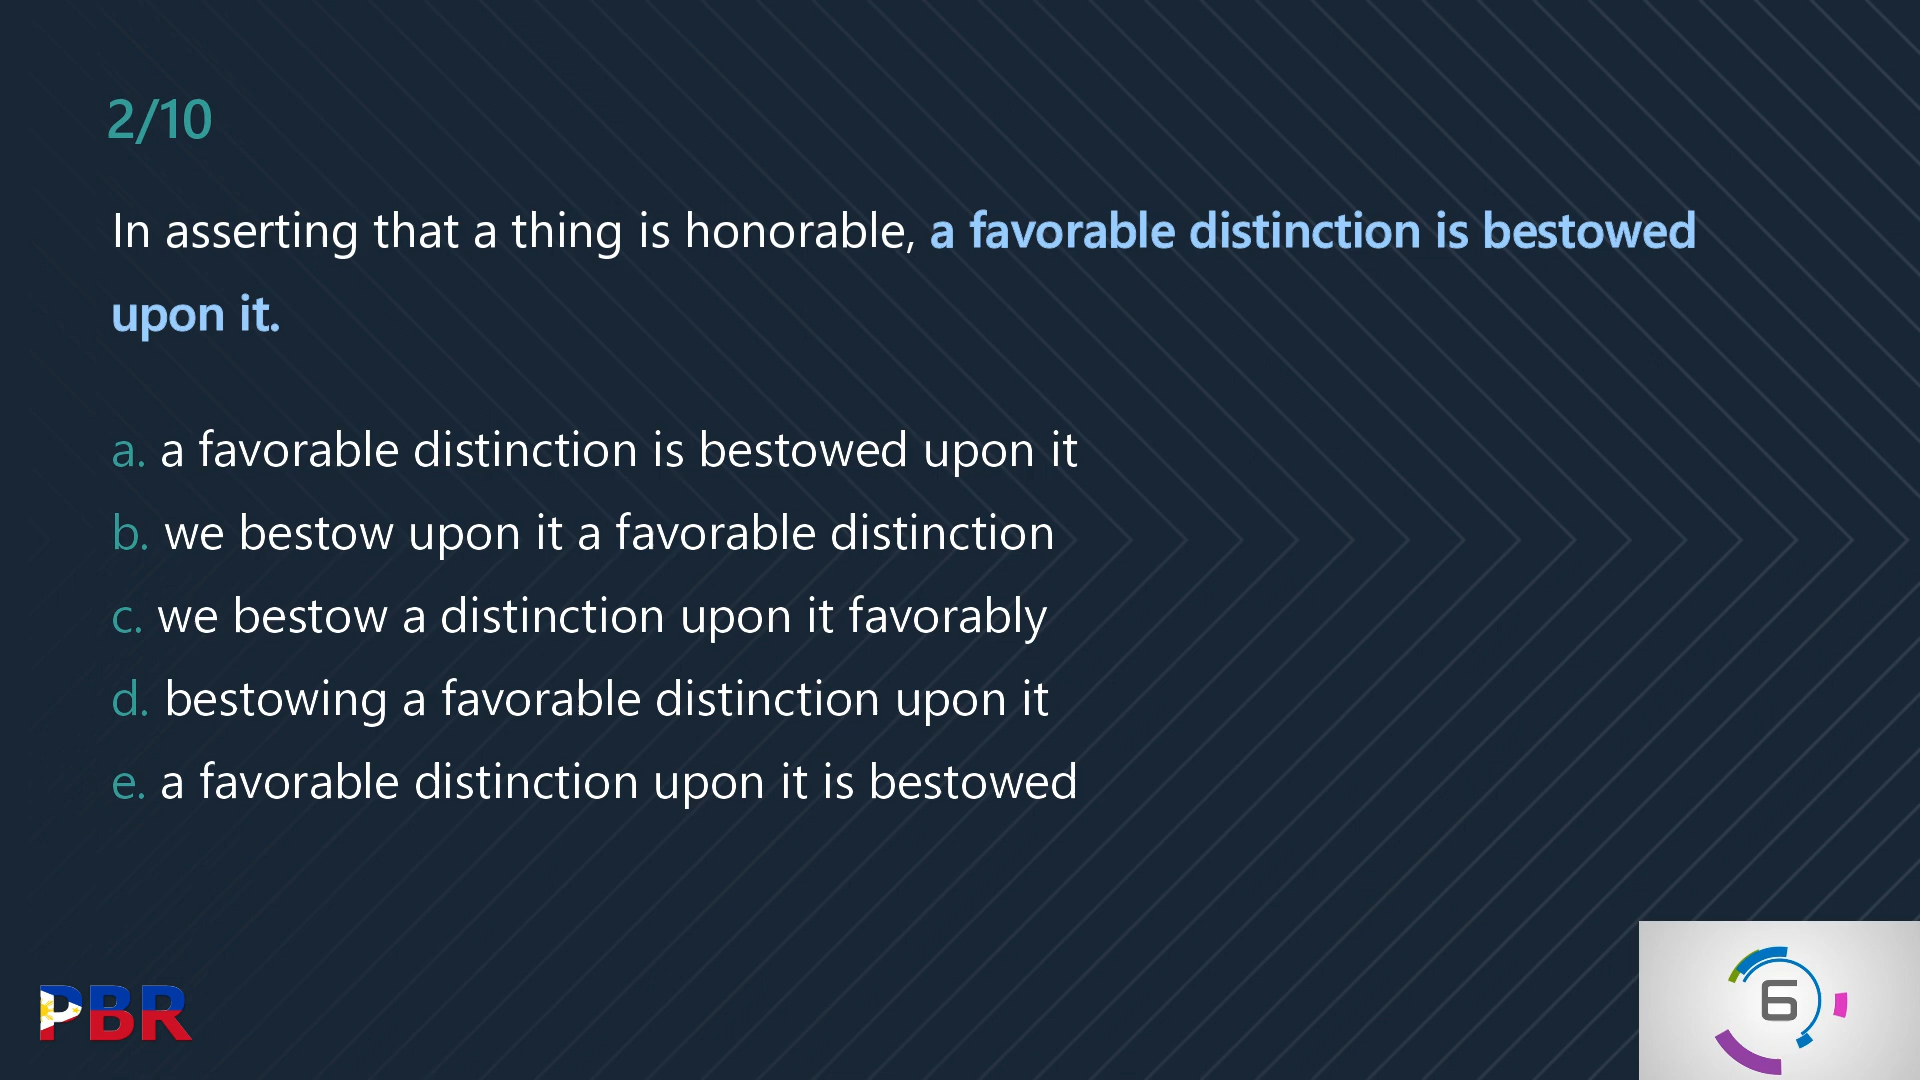 2/10
In asserting that a thing is honorable, a favorable distinction is bestowed
upon it.
a. a favorable distinction is bestowed upon it
b. we bestow upon it a favorable distinction
c. we bestow a distinction upon it favorably
d. bestowing a favorable distinction upon it
e. a favorable distinction upon it is bestowed
PBR
6